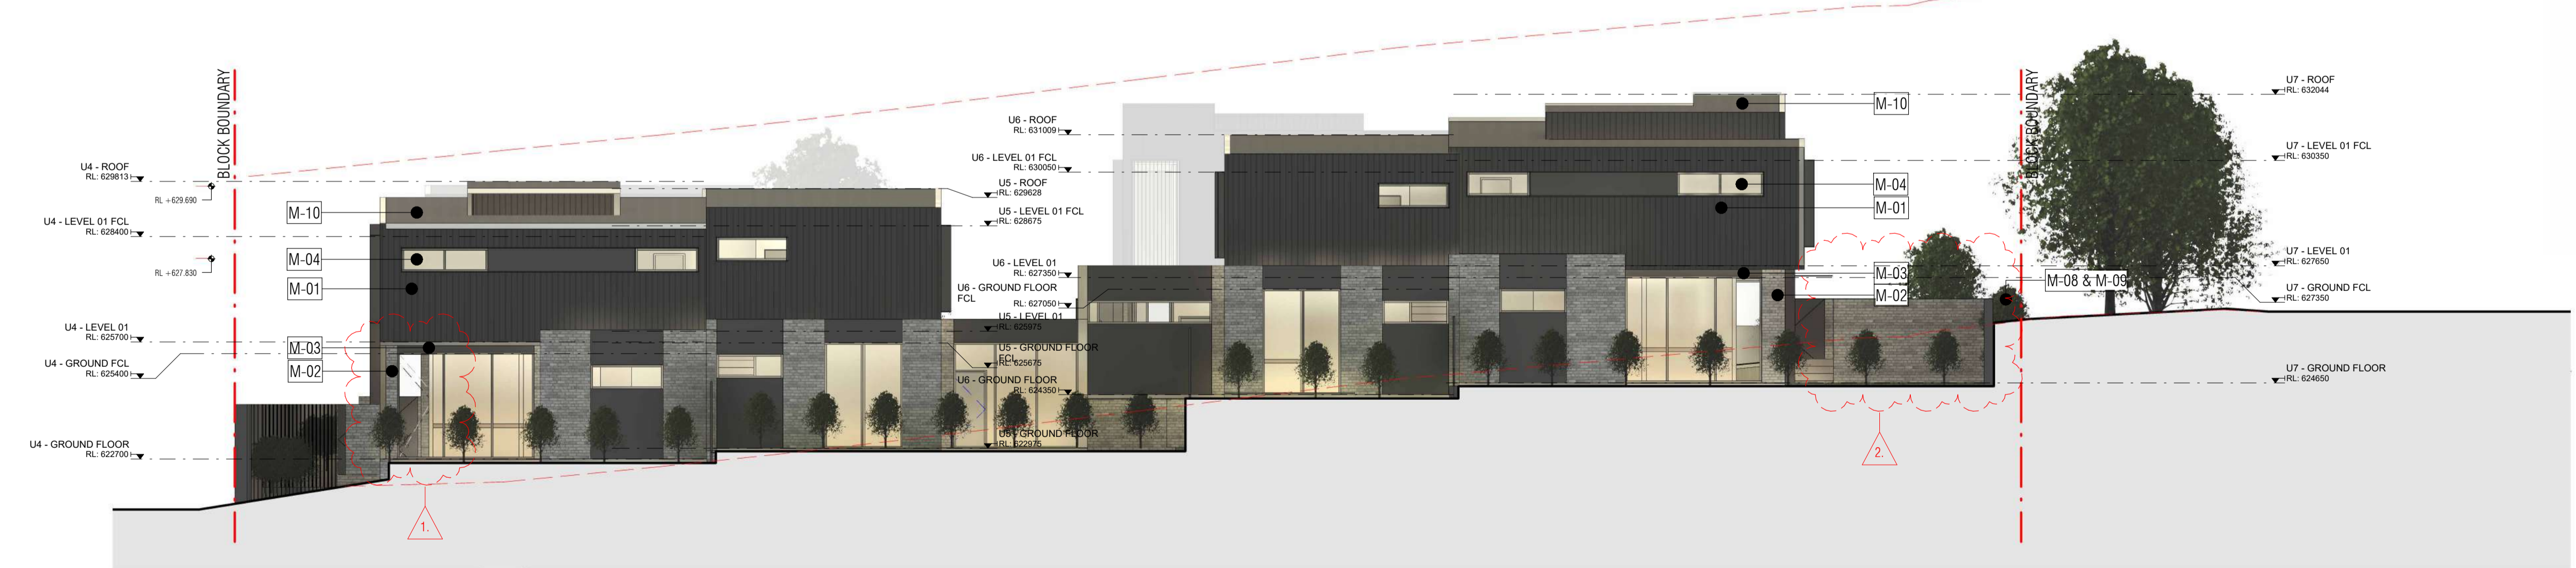 BLOCK BOUNDARY
U4 - ROOF
RL: 629813
RL +629.690
U4 - LEVEL 01 FCL
RL: 628400
RL +627.830
U4 - LEVEL 01
RL: 625700
U4 - GROUND FCL
RL: 625400
U4 - GROUND FLOOR
RL: 622700
M-10
M-04
M-01
M-03
M-02
1.
U6 - ROOF
RL: 631009
U6 - LEVEL 01 FCL
RL: 630050
U5 - ROOF
RL: 629628
U5 - LEVEL 01 FCL
RL: 628675
U6 - LEVEL 01
RL: 627350
U6 - GROUND FLOOR
FCL
RL: 627050
U5 - LEVEL 01
RL: 625975
U5 - GROUND FLOOR
FCL
RL: 625675
U6 - GROUND FLOOR
RL: 624350
U5 - GROUND FLOOR
RL: 622975
M-10
M-04
M-01
M-03
M-02
M-08 & M-09
2.
BLOCK BOUNDARY
U7 - ROOF
RL: 632044
U7 - LEVEL 01 FCL
RL: 630350
U7 - LEVEL 01
RL: 627650
U7 - GROUND FCL
RL: 627350
U7 - GROUND FLOOR
RL: 624650